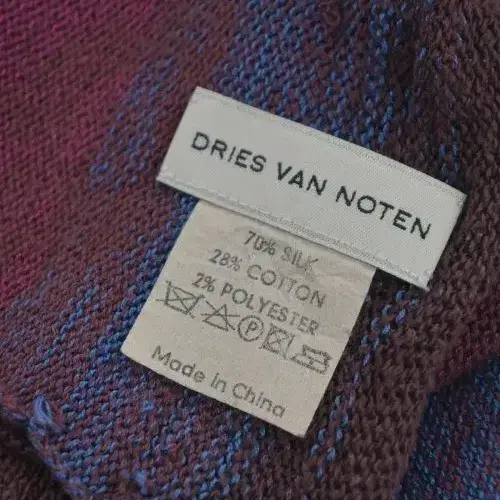 DRIES VAN NOTEN
70% SILK
28% COTTON
2% POLYESTER
P
Made in China